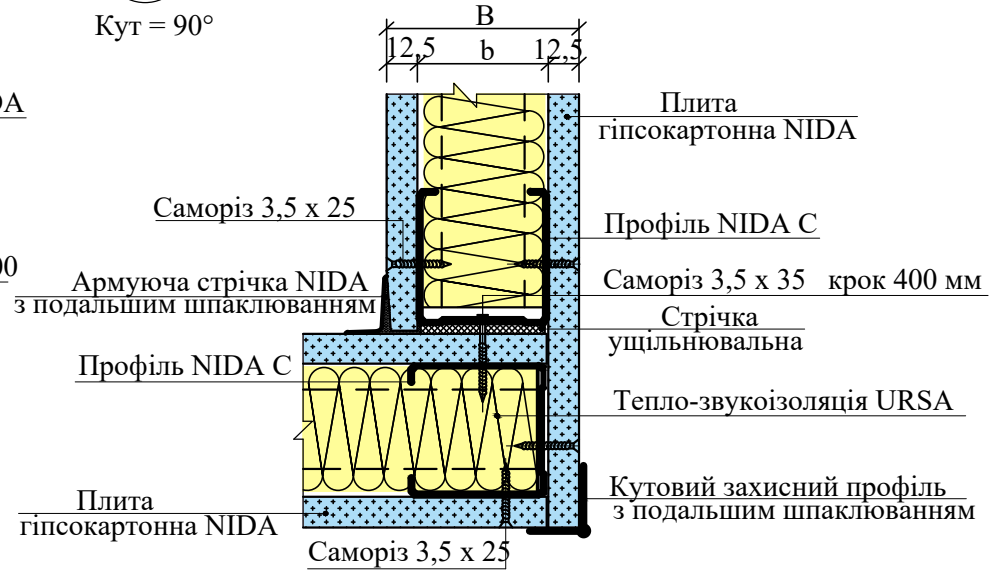 Кут = 90°
B
12,5
b
12,5
DA
Плита
гіпсокартонна NIDA
Саморіз 3,5 x 25
Профіль NIDA C
00
Армуюча стрічка NIDA
з подальшим шпаклюванням
Саморіз 3,5 x 35 крок 400 мм
Стрічка
ущільнювальна
Профіль NIDA C
Тепло-звукоізоляція URSA
Плита
гіпсокартонна NIDA
Кутовий захисний профіль
з подальшим шпаклюванням
Саморіз 3,5 x 25